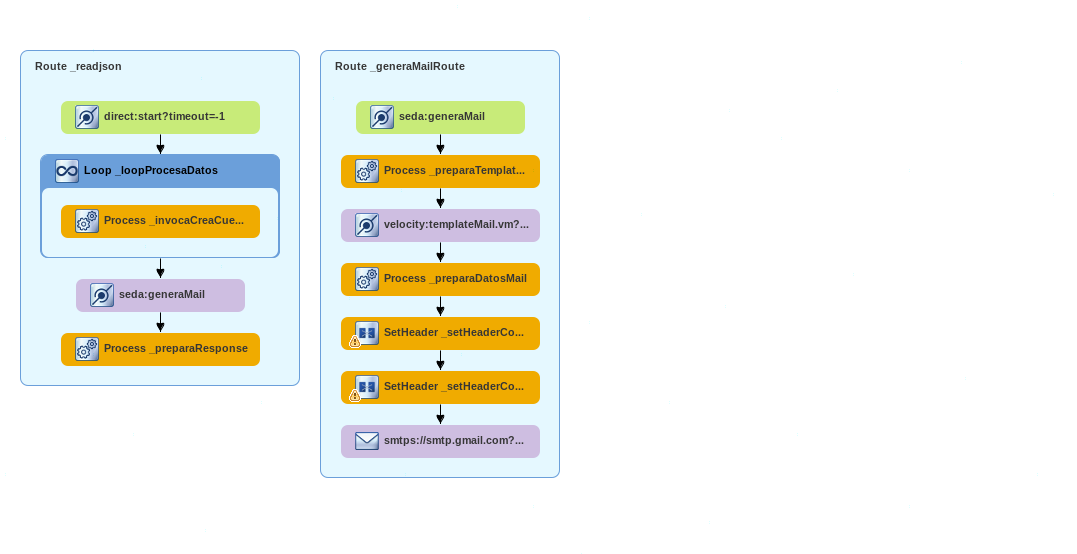 Route _readjson
direct:start?timeout=-1
Loop _loopProcesaDatos
Process _invocaCreaCue...
seda:generaMail
Process _preparaResponse
Route _generaMailRoute
seda:generaMail
Process _preparaTemplat...
velocity:templateMail.vm?...
Process _preparaDatosMail
SetHeader _setHeaderCo...
SetHeader _setHeaderCo...
smtps://smtp.gmail.com?...